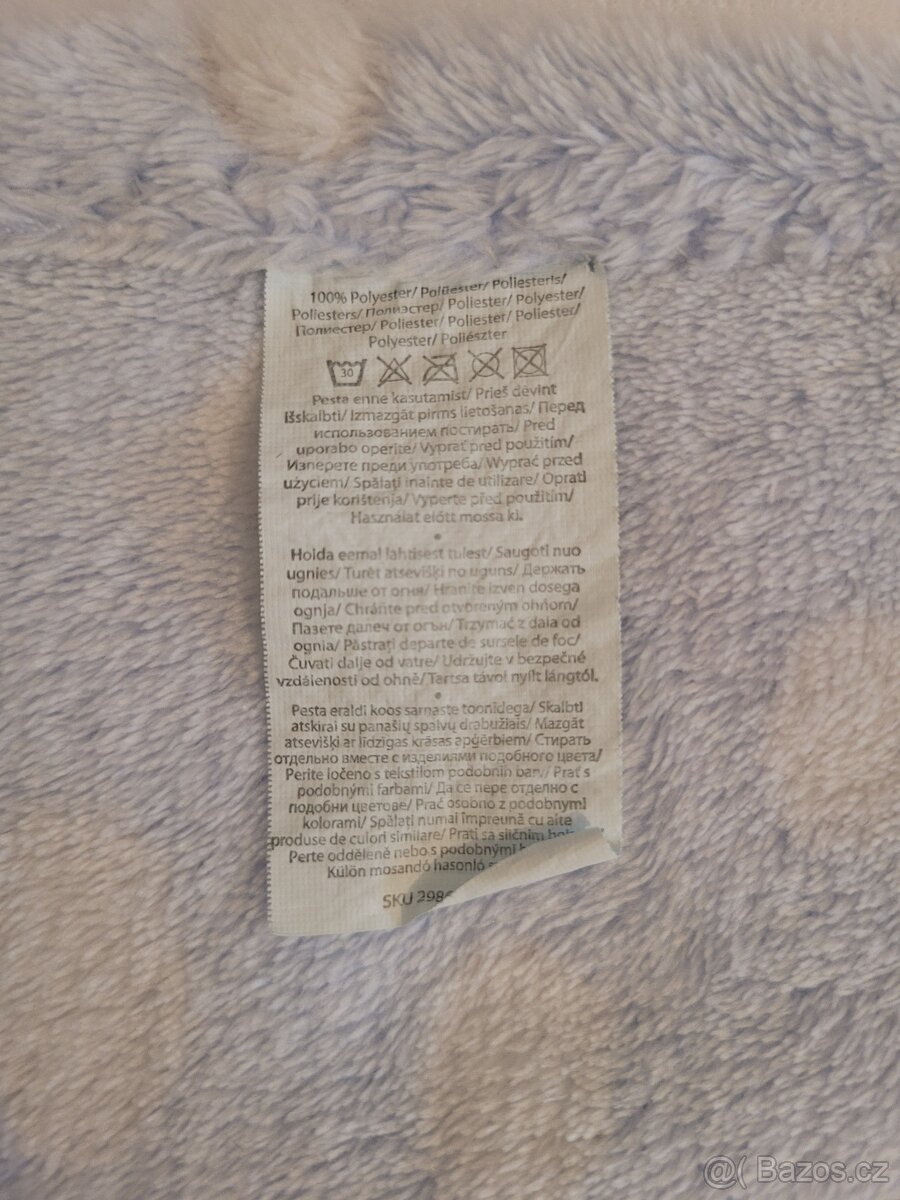 100% Polyester/ Polüester/ Poliesteris/
Poliesters/ Полиэстер/ Poliester/ Polyester/
Полиестер/ Poliester/ Poliester/ Poliester/
Polyester/ Poliészter
30
Pesta enne kasutamist/ Prieš dėvint
išskalbti/ Izmazgāt pirms lietošanas/ Перед
использованием постирать/ Pred
uporabo operite/ Vyprať pred použitím/
Изперете преди употреба/ Wyprać przed
użyciem/ Spălați înainte de utilizare/ Oprati
prije korištenja/ Vyperte před použitím/
Használat előtt mossa ki.
•
Hoida eemal lahtisest tulest/ Saugoti nuo
ugnies/ Turēt atsevišķi no uguns/ Держать
подальше от огня/ Hranite izven dosega
ognja/ Chráňte pred otvoreným ohňom/
Пазете далеч от огън/ Trzymać z dala od
ognia/ Păstrați departe de sursele de foc/
Čuvati dalje od vatre/ Udržujte v bezpečné
vzdálenosti od ohně/ Tartsa távol nyílt lángtól.
•
Pesta eraldi koos sarnaste toonidega/ Skalbti
atskirai su panašių spalvų drabužiais/ Mazgāt
atsevišķi ar līdzīgas krāsas apģērbiem/ Стирать
отдельно вместе с изделиями подобного цвета/
Perite ločeno s tekstilom podobnih barv/ Prať s
podobnými farbami/ Да се пере отделно с
подобни цветове/ Prać osobno z podobnymi
kolorami/ Spălați numai împreună cu alte
produse de culori similare/ Prati sa sličnim
Perte odděleně nebo s podobnými
Külön mosandó hasonló
SKU 298
@( Bazos.cz